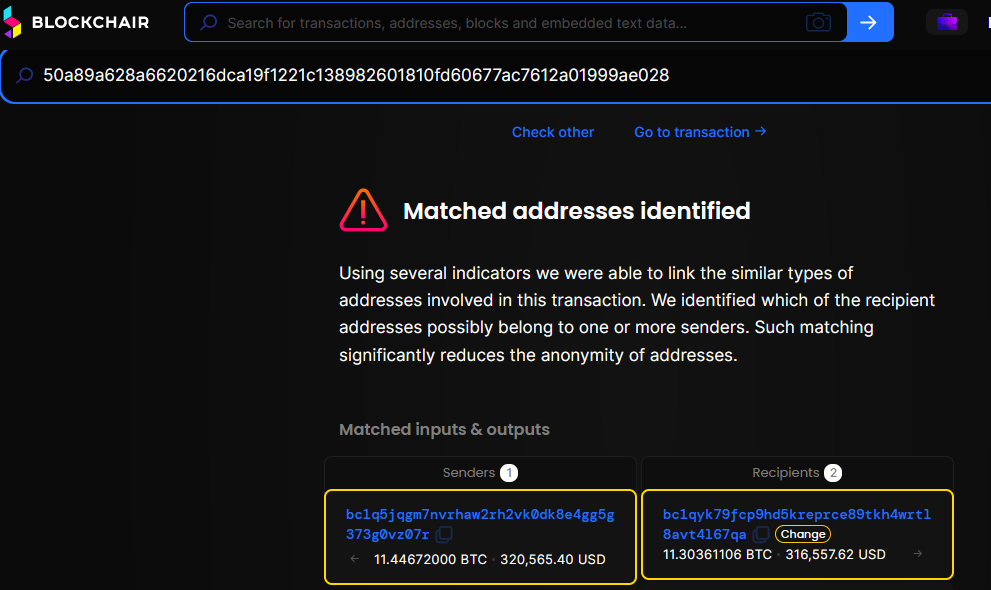 BLOCKCHAIR
Search for transactions, addresses, blocks and embedded text data...
50a89a628a6620216dca19f1221c138982601810fd60677ac7612a01999ae028
Check other
Go to transaction →
Matched addresses identified
Using several indicators we were able to link the similar types of
addresses involved in this transaction. We identified which of the recipient
addresses possibly belong to one or more senders. Such matching
significantly reduces the anonymity of addresses.
Matched inputs & outputs
Senders 1
bc1q5jqgm7nvrhaw2rh2vk0dk8e4gg5g
373g0vz07r
← 11.44672000 BTC · 320,565.40 USD
Recipients 2
bc1qyk79fcp9hd5kreprce89tkh4wrtl
8avt4l67qa Change
11.30361106 BTC · 316,557.62 USD →